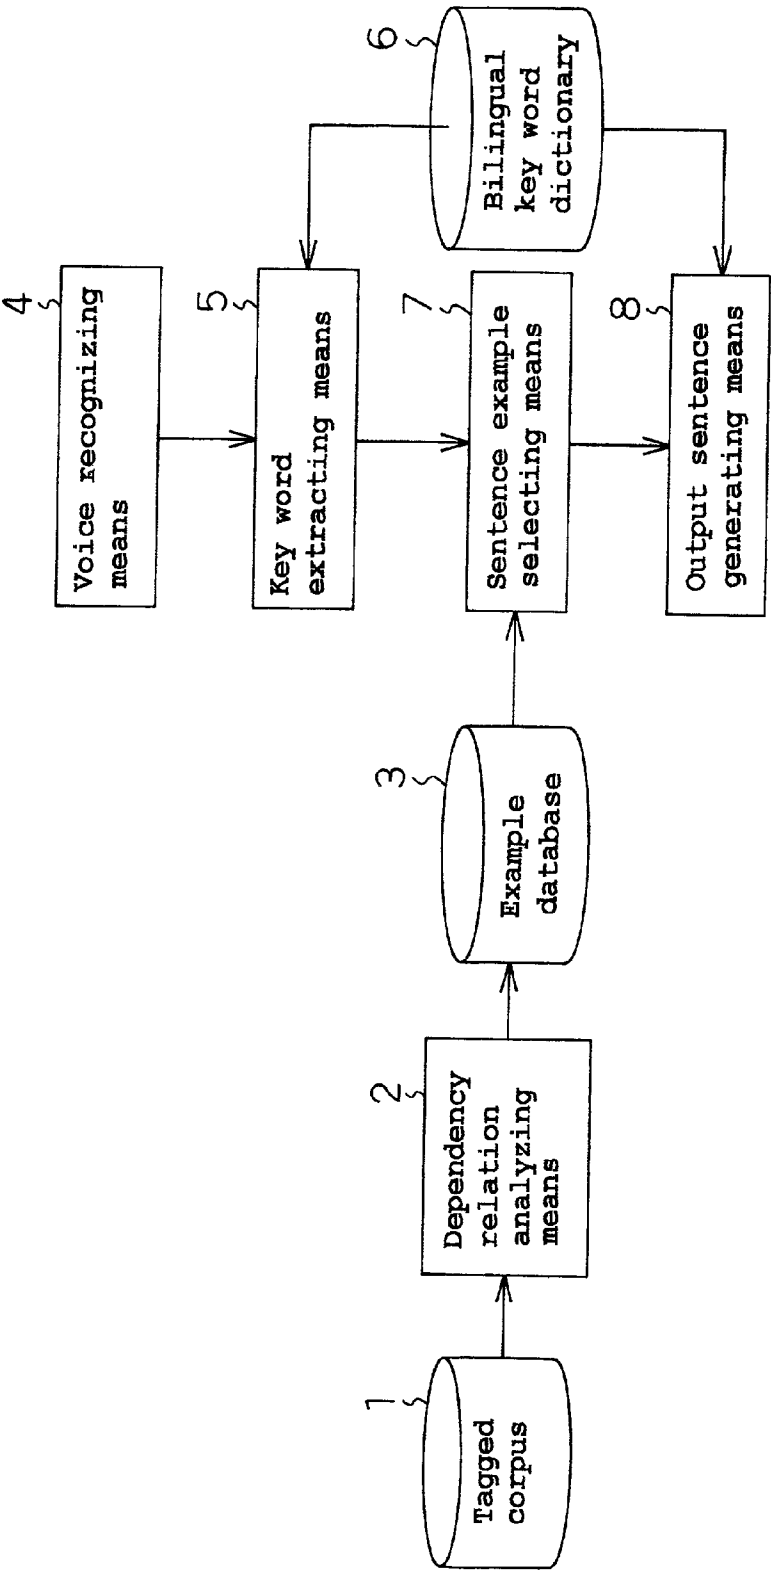 4
Voice recognizing
means
5
Key word
extracting means
6
Bilingual
key word
dictionary
1
Tagged
corpus
2
Dependency
relation
analyzing
means
3
Example
database
7
Sentence example
selecting means
8
Output sentence
generating means